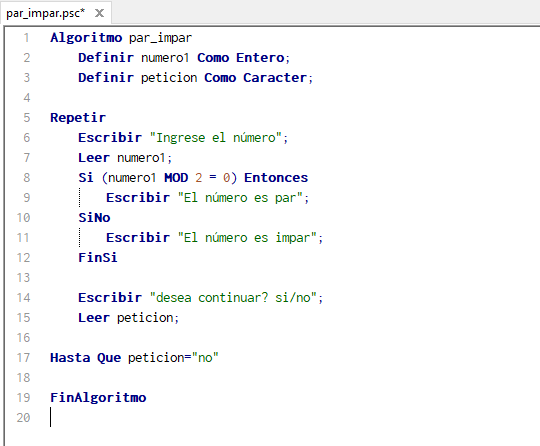 par_impar.psc* X
1 Algoritmo par_impar
2 Definir numero1 Como Entero;
3 Definir peticion Como Caracter;
4
5 Repetir
6 Escribir "Ingrese el número";
7 Leer numero1;
8 Si (numero1 MOD 2 = 0) Entonces
9 Escribir "El número es par";
10 SiNo
11 Escribir "El número es impar";
12 FinSi
13
14 Escribir "desea continuar? si/no";
15 Leer peticion;
16
17 Hasta Que peticion="no"
18
19 FinAlgoritmo
20